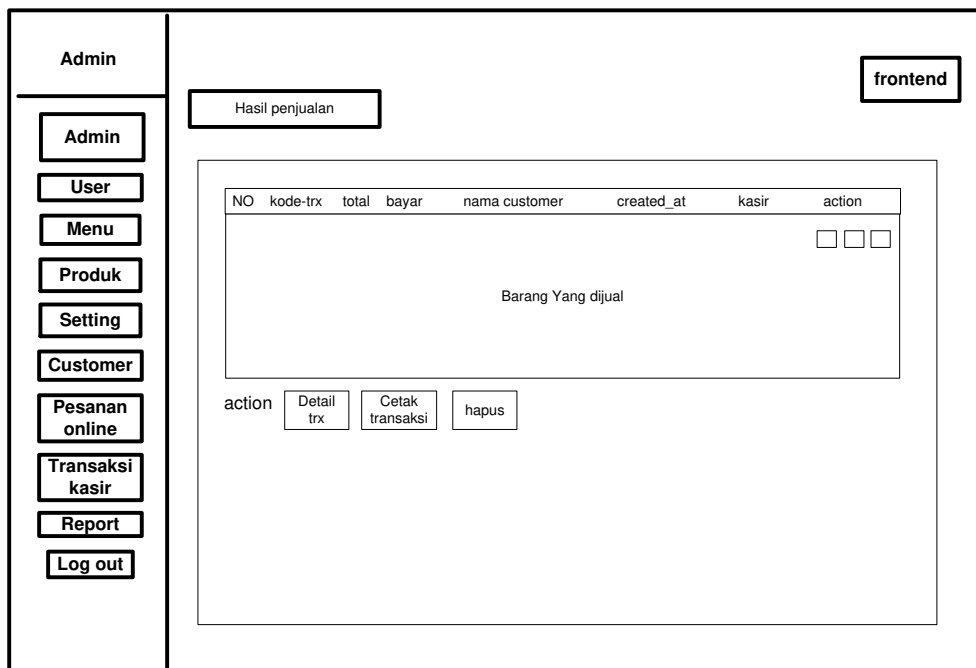 Admin
Admin
User
Menu
Produk
Setting
Customer
Pesanan
online
Transaksi
kasir
Report
Log out
frontend
Hasil penjualan
NO kode-trx total bayar nama customer created_at kasir action
Barang Yang dijual
action
Detail
trx
Cetak
transaksi
hapus